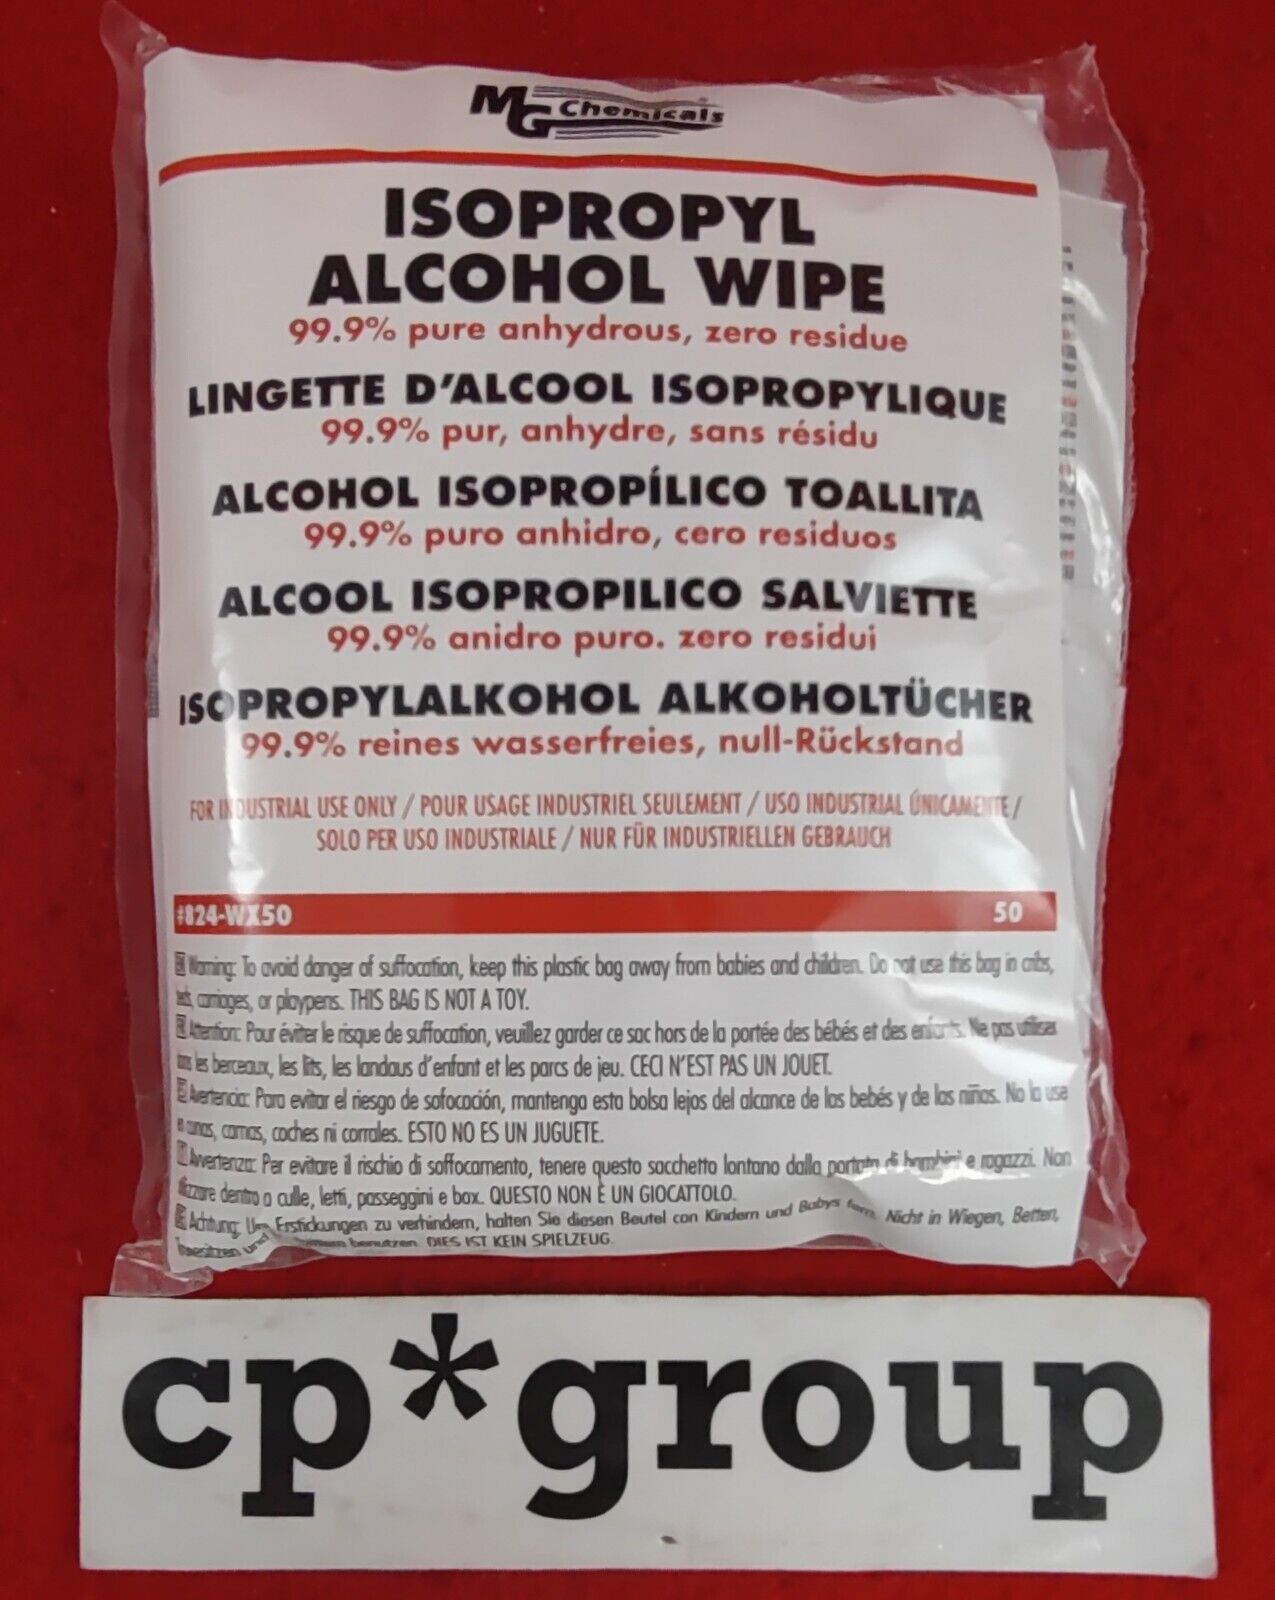 MG Chemicals
ISOPROPYL
ALCOHOL WIPE
99.9% pure anhydrous, zero residue
LINGETTE D'ALCOOL ISOPROPYLIQUE
99.9% pur, anhydre, sans résidu
ALCOHOL ISOPROPÍLICO TOALLITA
99.9% puro anhidro, cero residuos
ALCOOL ISOPROPILICO SALVIETTE
99.9% anidro puro. zero residui
ISOPROPYLALKOHOL ALKOHOLTÜCHER
99.9% reines wasserfreies, null-Rückstand
FOR INDUSTRIAL USE ONLY / POUR USAGE INDUSTRIEL SEULEMENT / USO INDUSTRIAL ÚNICAMENTE /
SOLO PER USO INDUSTRIALE / NUR FÜR INDUSTRIELLEN GEBRAUCH
#824-WX50 50
Warning: To avoid danger of suffocation, keep this plastic bag away from babies and children. Do not use this bag in cribs,
carriages, or playpens. THIS BAG IS NOT A TOY.
Attention: Pour éviter le risque de suffocation, veuillez garder ce sac hors de la portée des bébés et des enfants. Ne pas utiliser
les berceaux, les lits, les landaus d'enfant et les parcs de jeu. CECI N'EST PAS UN JOUET.
Avertencia: Para evitar el riesgo de sofocación, mantenga esta bolsa lejos del alcance de los bebés y de los niños. No la use
cunas, camas, coches ni corrales. ESTO NO ES UN JUGUETE.
Avvertenza: Per evitare il rischio di soffocamento, tenere questo sacchetto lontano dalla portata di bambini e ragazzi. Non
dentro a culle, letti, passeggini e box. QUESTO NON È UN GIOCATTOLO.
Achtung: Um Erstickungen zu verhindern, halten Sie diesen Beutel con Kindern und Babys fern. Nicht in Wiegen, Betten,
und benutzen. DIES IST KEIN SPIELZEUG.
cp*group